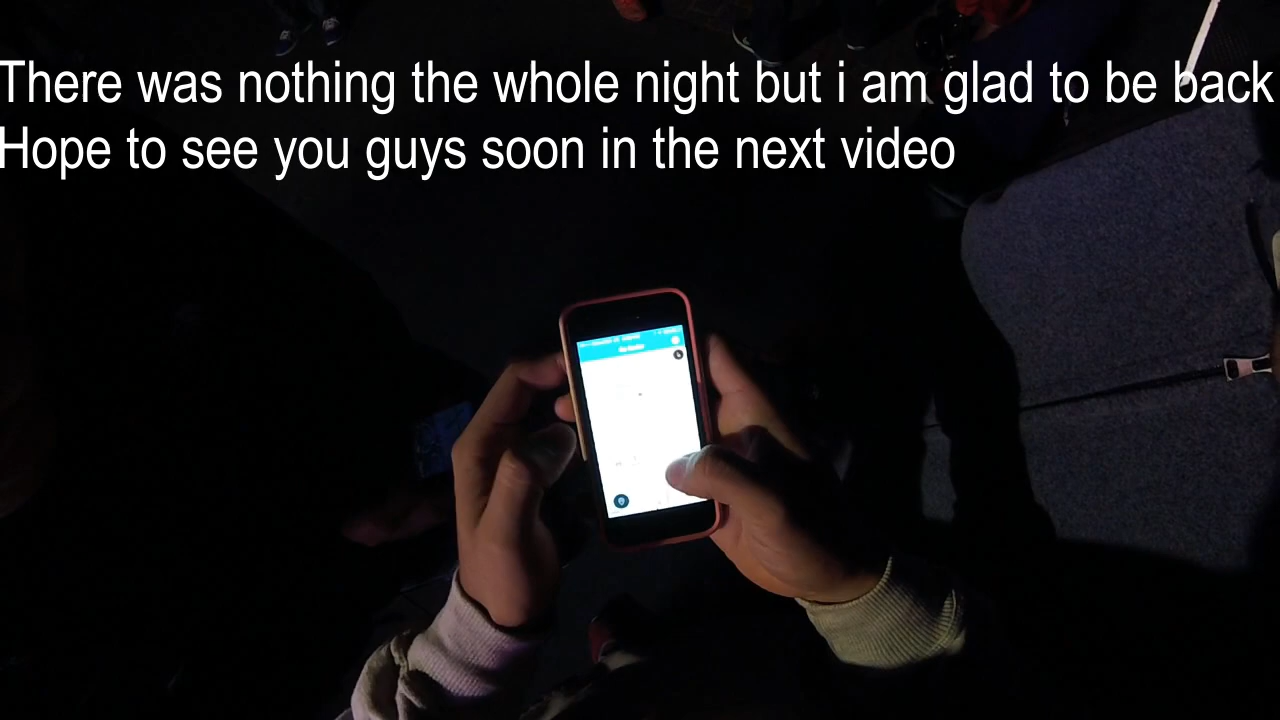 There was nothing the whole night but i am glad to be back
Hope to see you guys soon in the next video